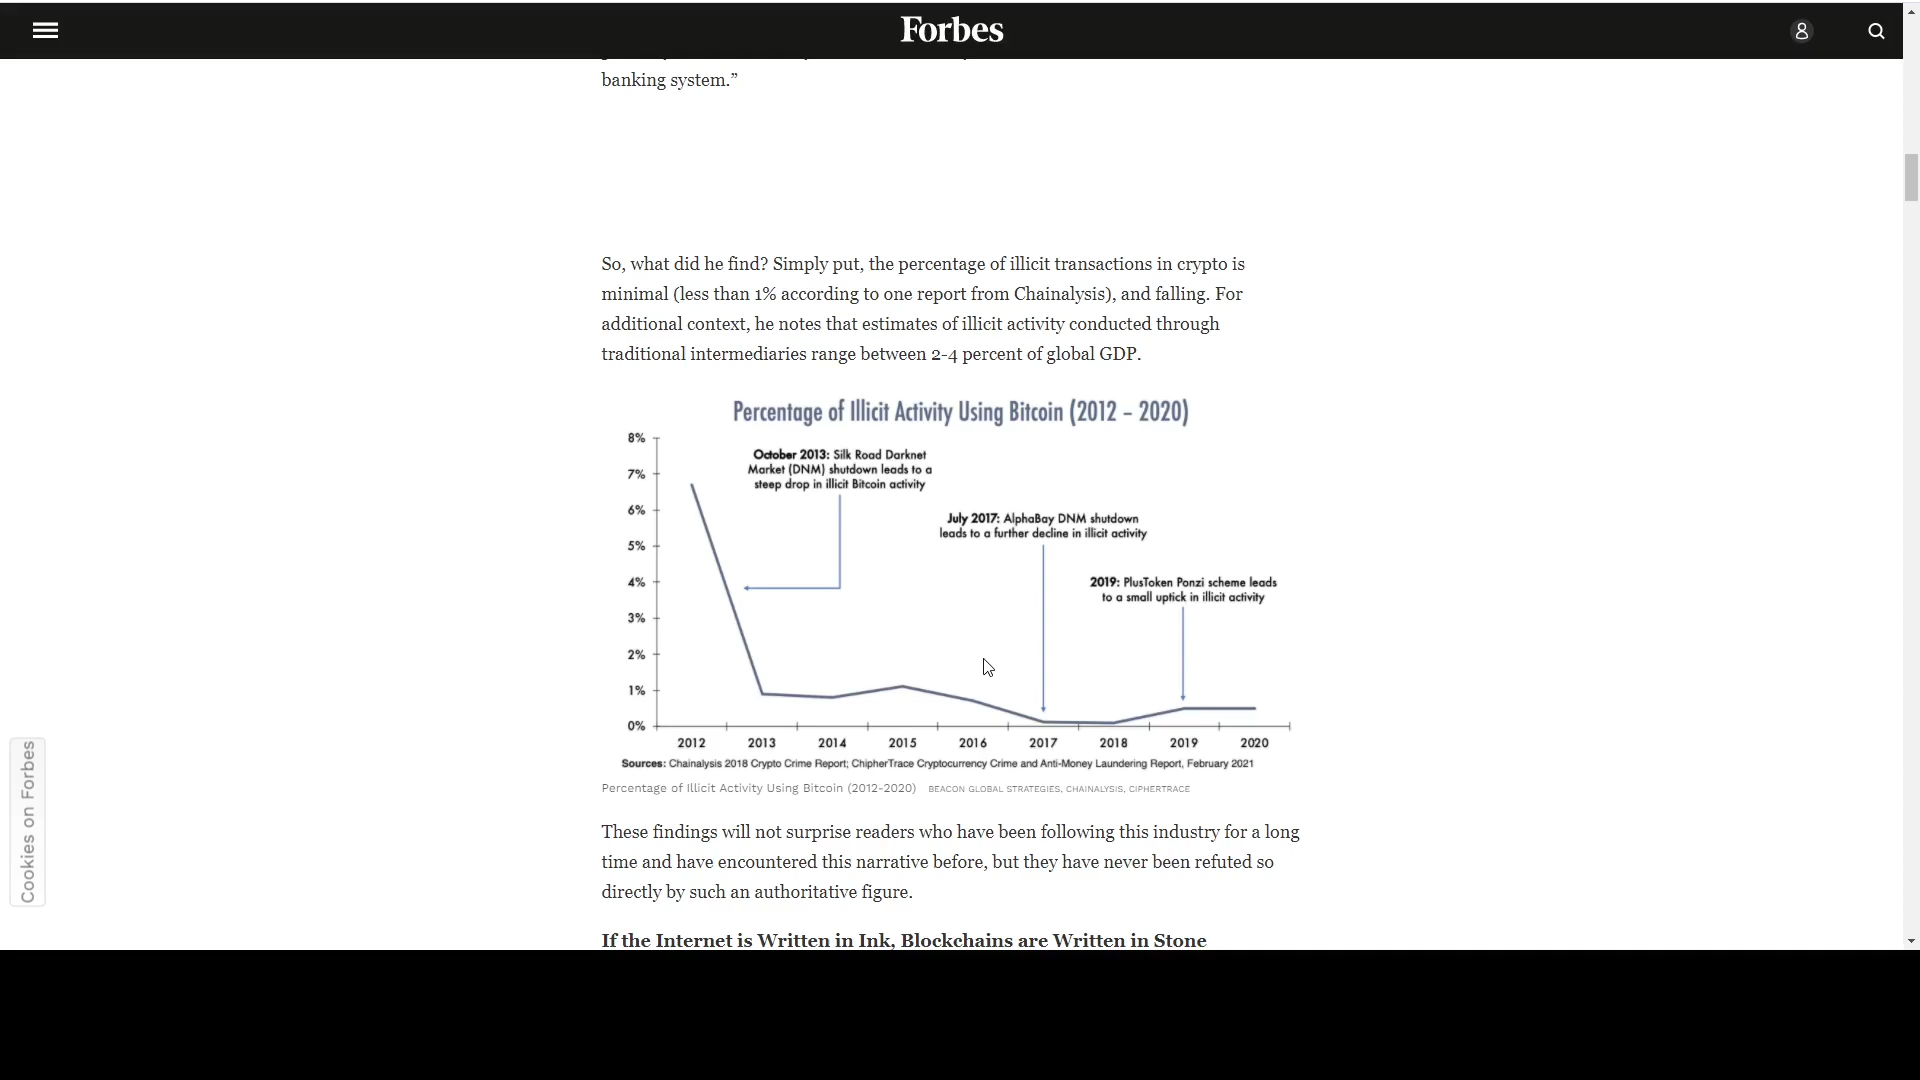 Forbes
banking system.”
So, what did he find? Simply put, the percentage of illicit transactions in crypto is
minimal (less than 1% according to one report from Chainalysis), and falling. For
additional context, he notes that estimates of illicit activity conducted through
traditional intermediaries range between 2-4 percent of global GDP.
Percentage of Illicit Activity Using Bitcoin (2012 – 2020)
8%
7%
6%
5%
4%
3%
2%
1%
0%
October 2013: Silk Road Darknet
Market (DNM) shutdown leads to a
steep drop in illicit Bitcoin activity
July 2017: AlphaBay DNM shutdown
leads to a further decline in illicit activity
2019: PlusToken Ponzi scheme leads
to a small uptick in illicit activity
2012 2013 2014 2015 2016 2017 2018 2019 2020
Sources: Chainalysis 2018 Crypto Crime Report; ChipherTrace Cryptocurrency Crime and Anti-Money Laundering Report, February 2021
Percentage of Illicit Activity Using Bitcoin (2012-2020) BEACON GLOBAL STRATEGIES, CHAINALYSIS, CIPHERTRACE
These findings will not surprise readers who have been following this industry for a long
time and have encountered this narrative before, but they have never been refuted so
directly by such an authoritative figure.
If the Internet is Written in Ink, Blockchains are Written in Stone
Cookies on Forbes